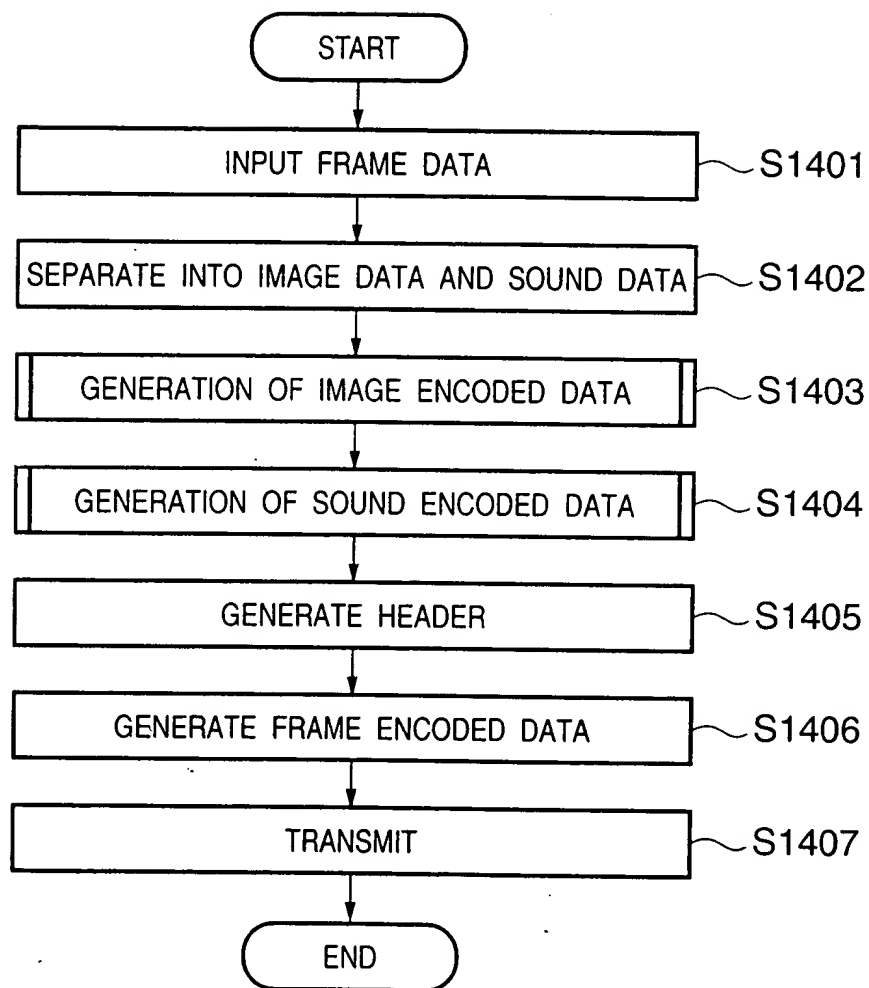 START
INPUT FRAME DATA S1401
SEPARATE INTO IMAGE DATA AND SOUND DATA S1402
GENERATION OF IMAGE ENCODED DATA S1403
GENERATION OF SOUND ENCODED DATA S1404
GENERATE HEADER S1405
GENERATE FRAME ENCODED DATA S1406
TRANSMIT S1407
END